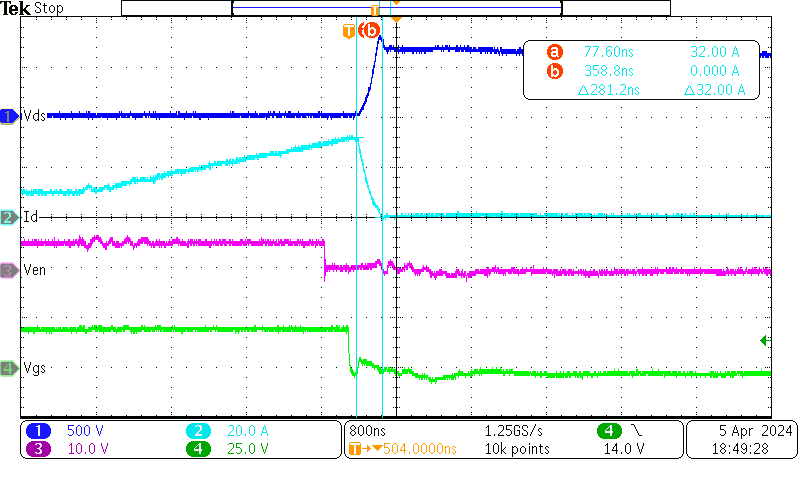 Tek Stop
T
T b
a 77.60ns 32.00 A
b 358.8ns 0.000 A
△281.2ns △32.00 A
1 Vds
2 Id
3 Ven
4 Vgs
1 500 V 2 20.0 A 800ns 1.25GS/s 4 5 Apr 2024
3 10.0 V 4 25.0 V T→▼504.0000ns 10k points 14.0 V 18:49:28